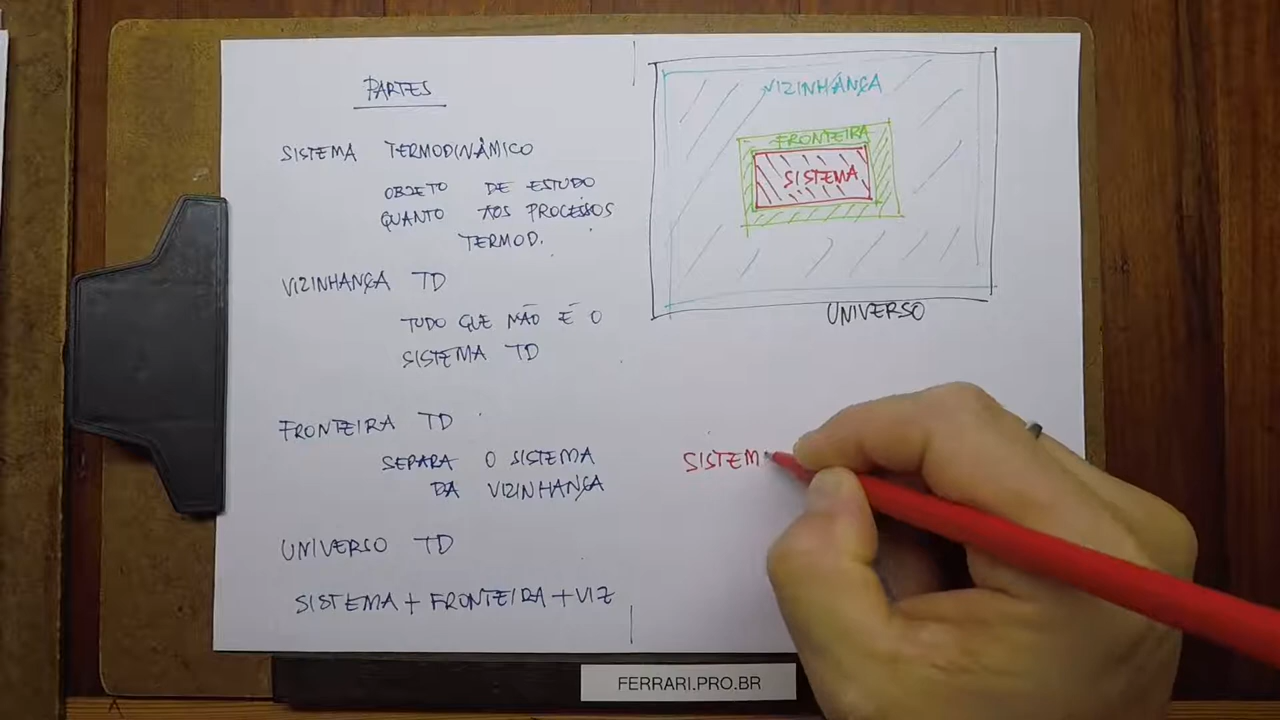 PARTES
SISTEMA TERMODINÂMICO
OBJETO DE ESTUDO
QUANTO AOS PROCESSOS
TERMOD.
VIZINHANÇA TD
TUDO QUE NÃO É O
SISTEMA TD
FRONTEIRA TD
SEPARA O SISTEMA
DA VIZINHANÇA
UNIVERSO TD
SISTEMA + FRONTEIRA + VIZ
VIZINHANÇA
FRONTEIRA
SISTEMA
UNIVERSO
SISTEM
FERRARI.PRO.BR